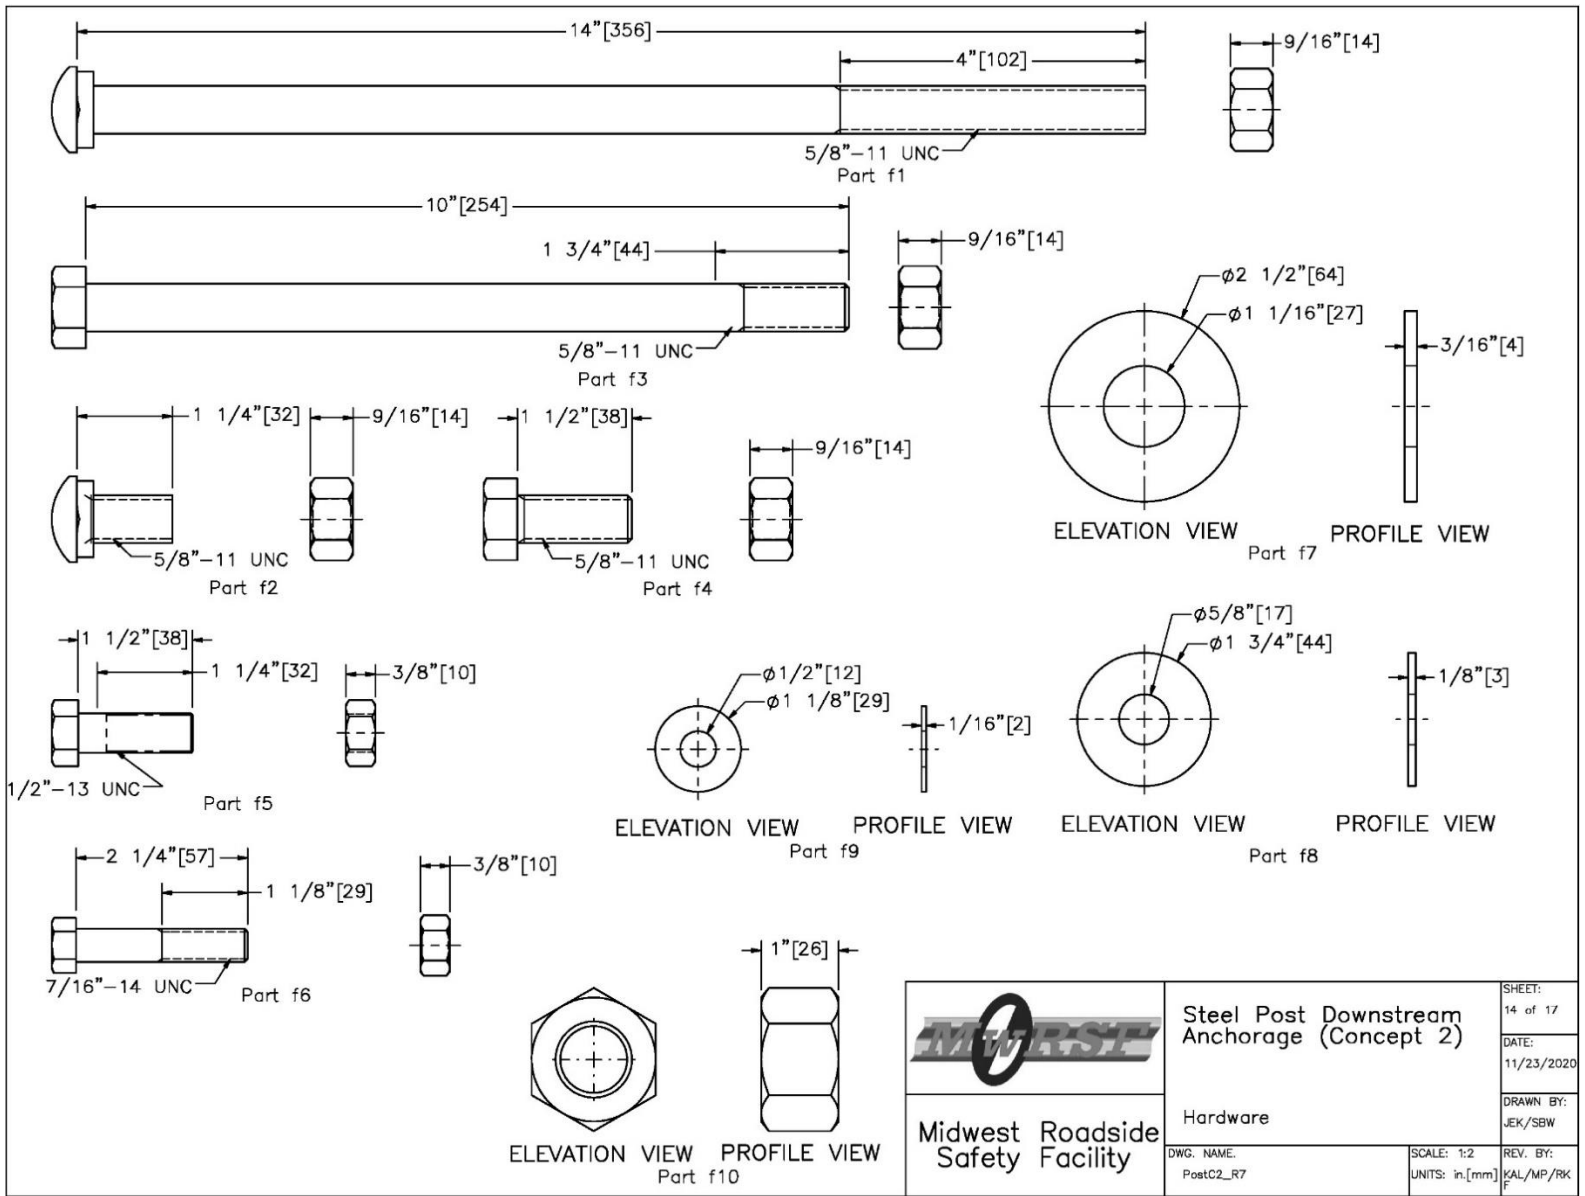 14"[356]
4"[102]
9/16"[14]
5/8"-11 UNC
Part f1
10"[254]
1 3/4"[44]
9/16"[14]
5/8"-11 UNC
Part f3
ϕ2 1/2"[64]
ϕ1 1/16"[27]
3/16"[4]
ELEVATION VIEW
PROFILE VIEW
Part f7
1 1/4"[32]
9/16"[14]
5/8"-11 UNC
Part f2
1 1/2"[38]
9/16"[14]
5/8"-11 UNC
Part f4
1 1/2"[38]
1 1/4"[32]
3/8"[10]
1/2"-13 UNC
Part f5
ϕ1/2"[12]
ϕ1 1/8"[29]
1/16"[2]
ELEVATION VIEW
PROFILE VIEW
Part f9
ϕ5/8"[17]
ϕ1 3/4"[44]
1/8"[3]
ELEVATION VIEW
PROFILE VIEW
Part f8
2 1/4"[57]
1 1/8"[29]
3/8"[10]
7/16"-14 UNC
Part f6
1"[26]
ELEVATION VIEW
PROFILE VIEW
Part f10
MwRSF
Midwest Roadside
Safety Facility
Steel Post Downstream
Anchorage (Concept 2)
Hardware
SHEET:
14 of 17
DATE:
11/23/2020
DRAWN BY:
JEK/SBW
DWG. NAME.
PostC2_R7
SCALE: 1:2
UNITS: in.[mm]
REV. BY:
KAL/MP/RK
F